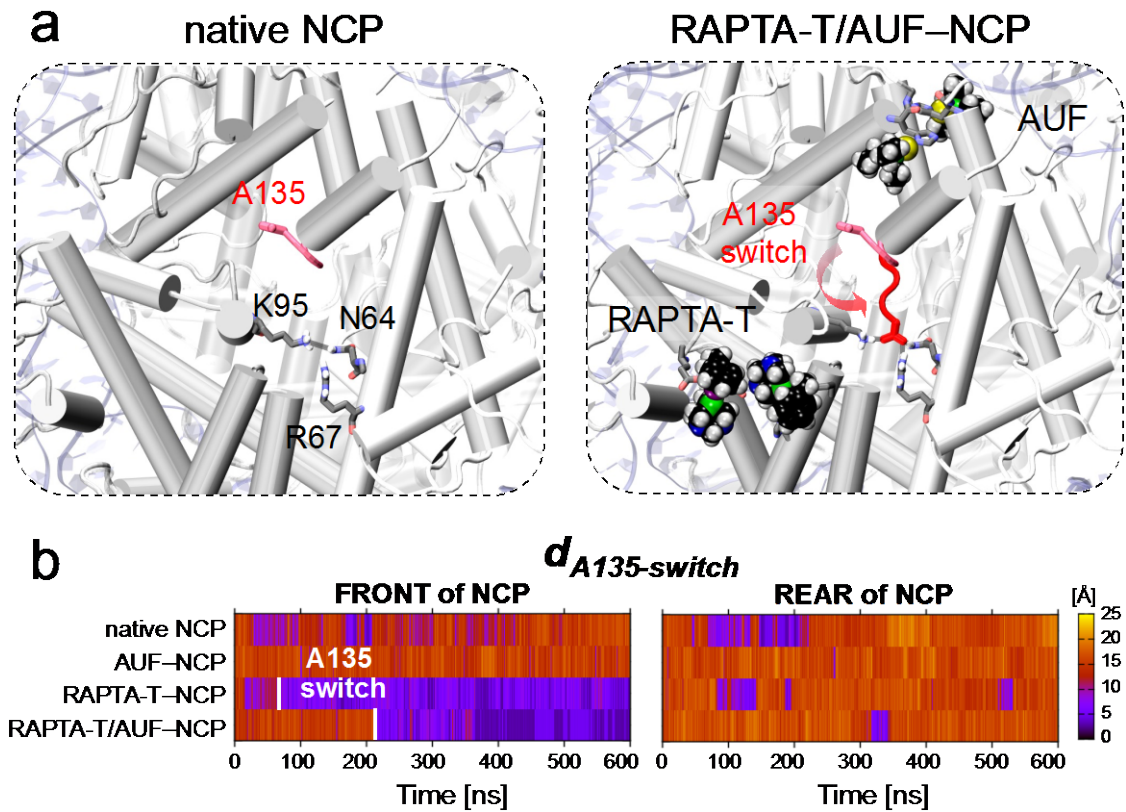 a
native NCP
RAPTA-T/AUF–NCP
A135
K95
N64
R67
AUF
A135
switch
RAPTA-T
b
d A135-switch
FRONT of NCP
REAR of NCP
[Å]
native NCP
AUF–NCP
RAPTA-T–NCP
RAPTA-T/AUF–NCP
A135
switch
25
20
15
10
5
0
0 100 200 300 400 500 600
0 100 200 300 400 500 600
Time [ns]
Time [ns]